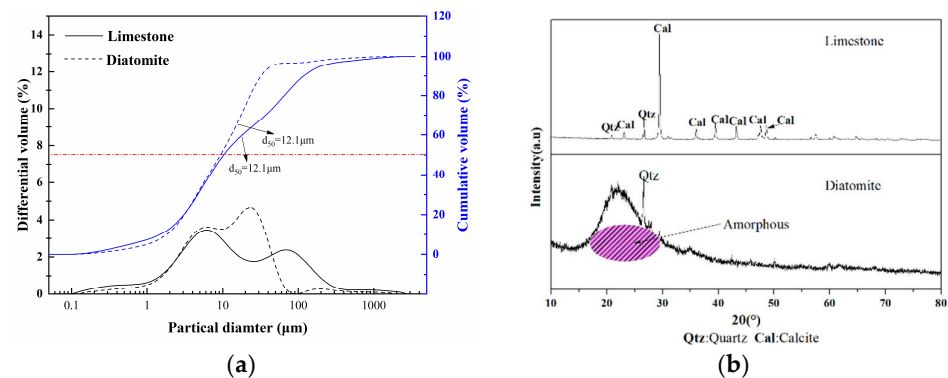 (a)
Differential volume (%)
14
12
10
8
6
4
2
0
Limestone
Diatomite
d50=12.1μm
d50=12.1μm
120
100
80
60
40
20
0
Cumulative volume (%)
0.1 1 10 100 1000
Partical diamter (μm)
(a)
(b)
Intensity(a.u)
Cal
Limestone
Qtz Cal Qtz Cal Cal Cal Cal Cal
Qtz
Diatomite
Amorphous
10 20 30 40 50 60 70 80
20(°)
Qtz:Quartz Cal:Calcite
(b)